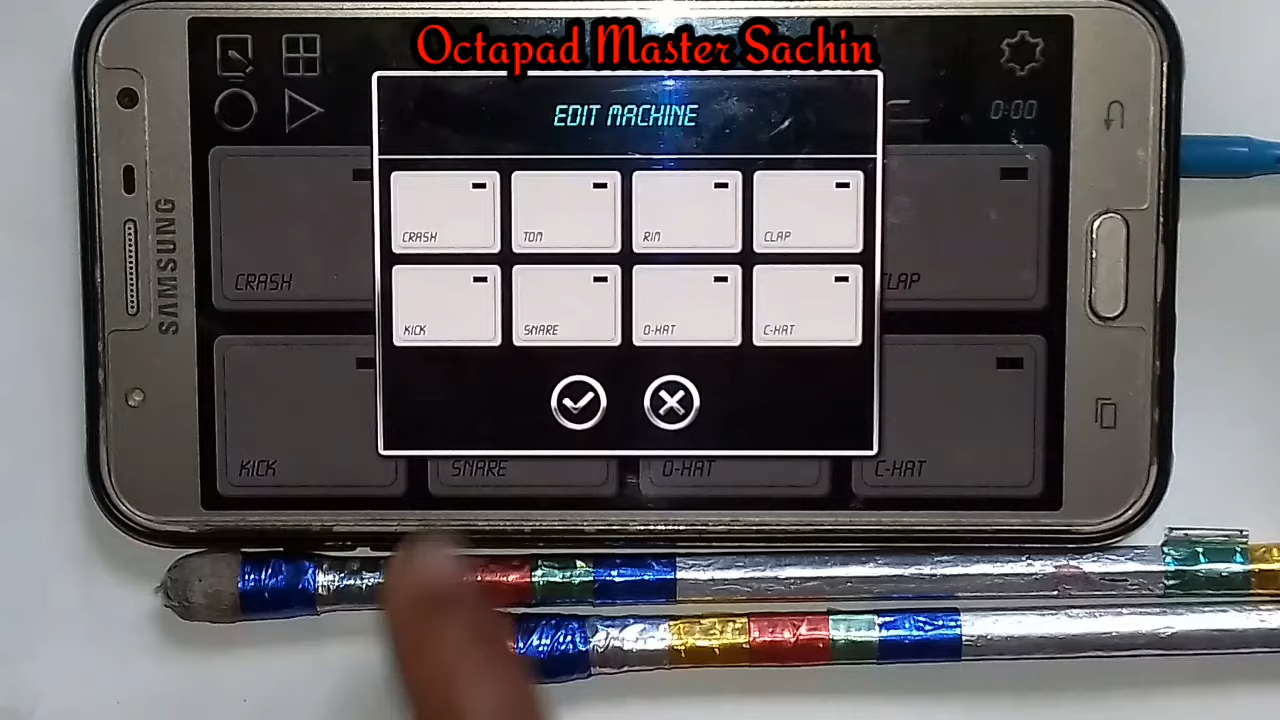 Octapad Master Sachin
EDIT MACHINE
0:00
CRASH TOM RIM CLAP
KICK SNARE O-HAT C-HAT
CRASH CLAP
KICK SNARE O-HAT C-HAT
SAMSUNG